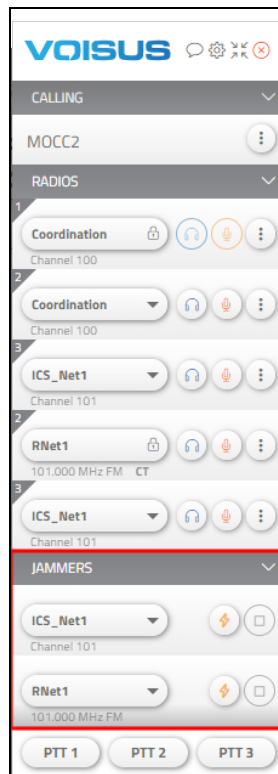 VOISUS
CALLING
MOCC2
RADIOS
1
Coordination
Channel 100
2
Coordination
Channel 100
3
ICS_Net1
Channel 101
2
RNet1
101.000 MHz FM CT
3
ICS_Net1
Channel 101
JAMMERS
ICS_Net1
Channel 101
RNet1
101.000 MHz FM
PTT 1 PTT 2 PTT 3